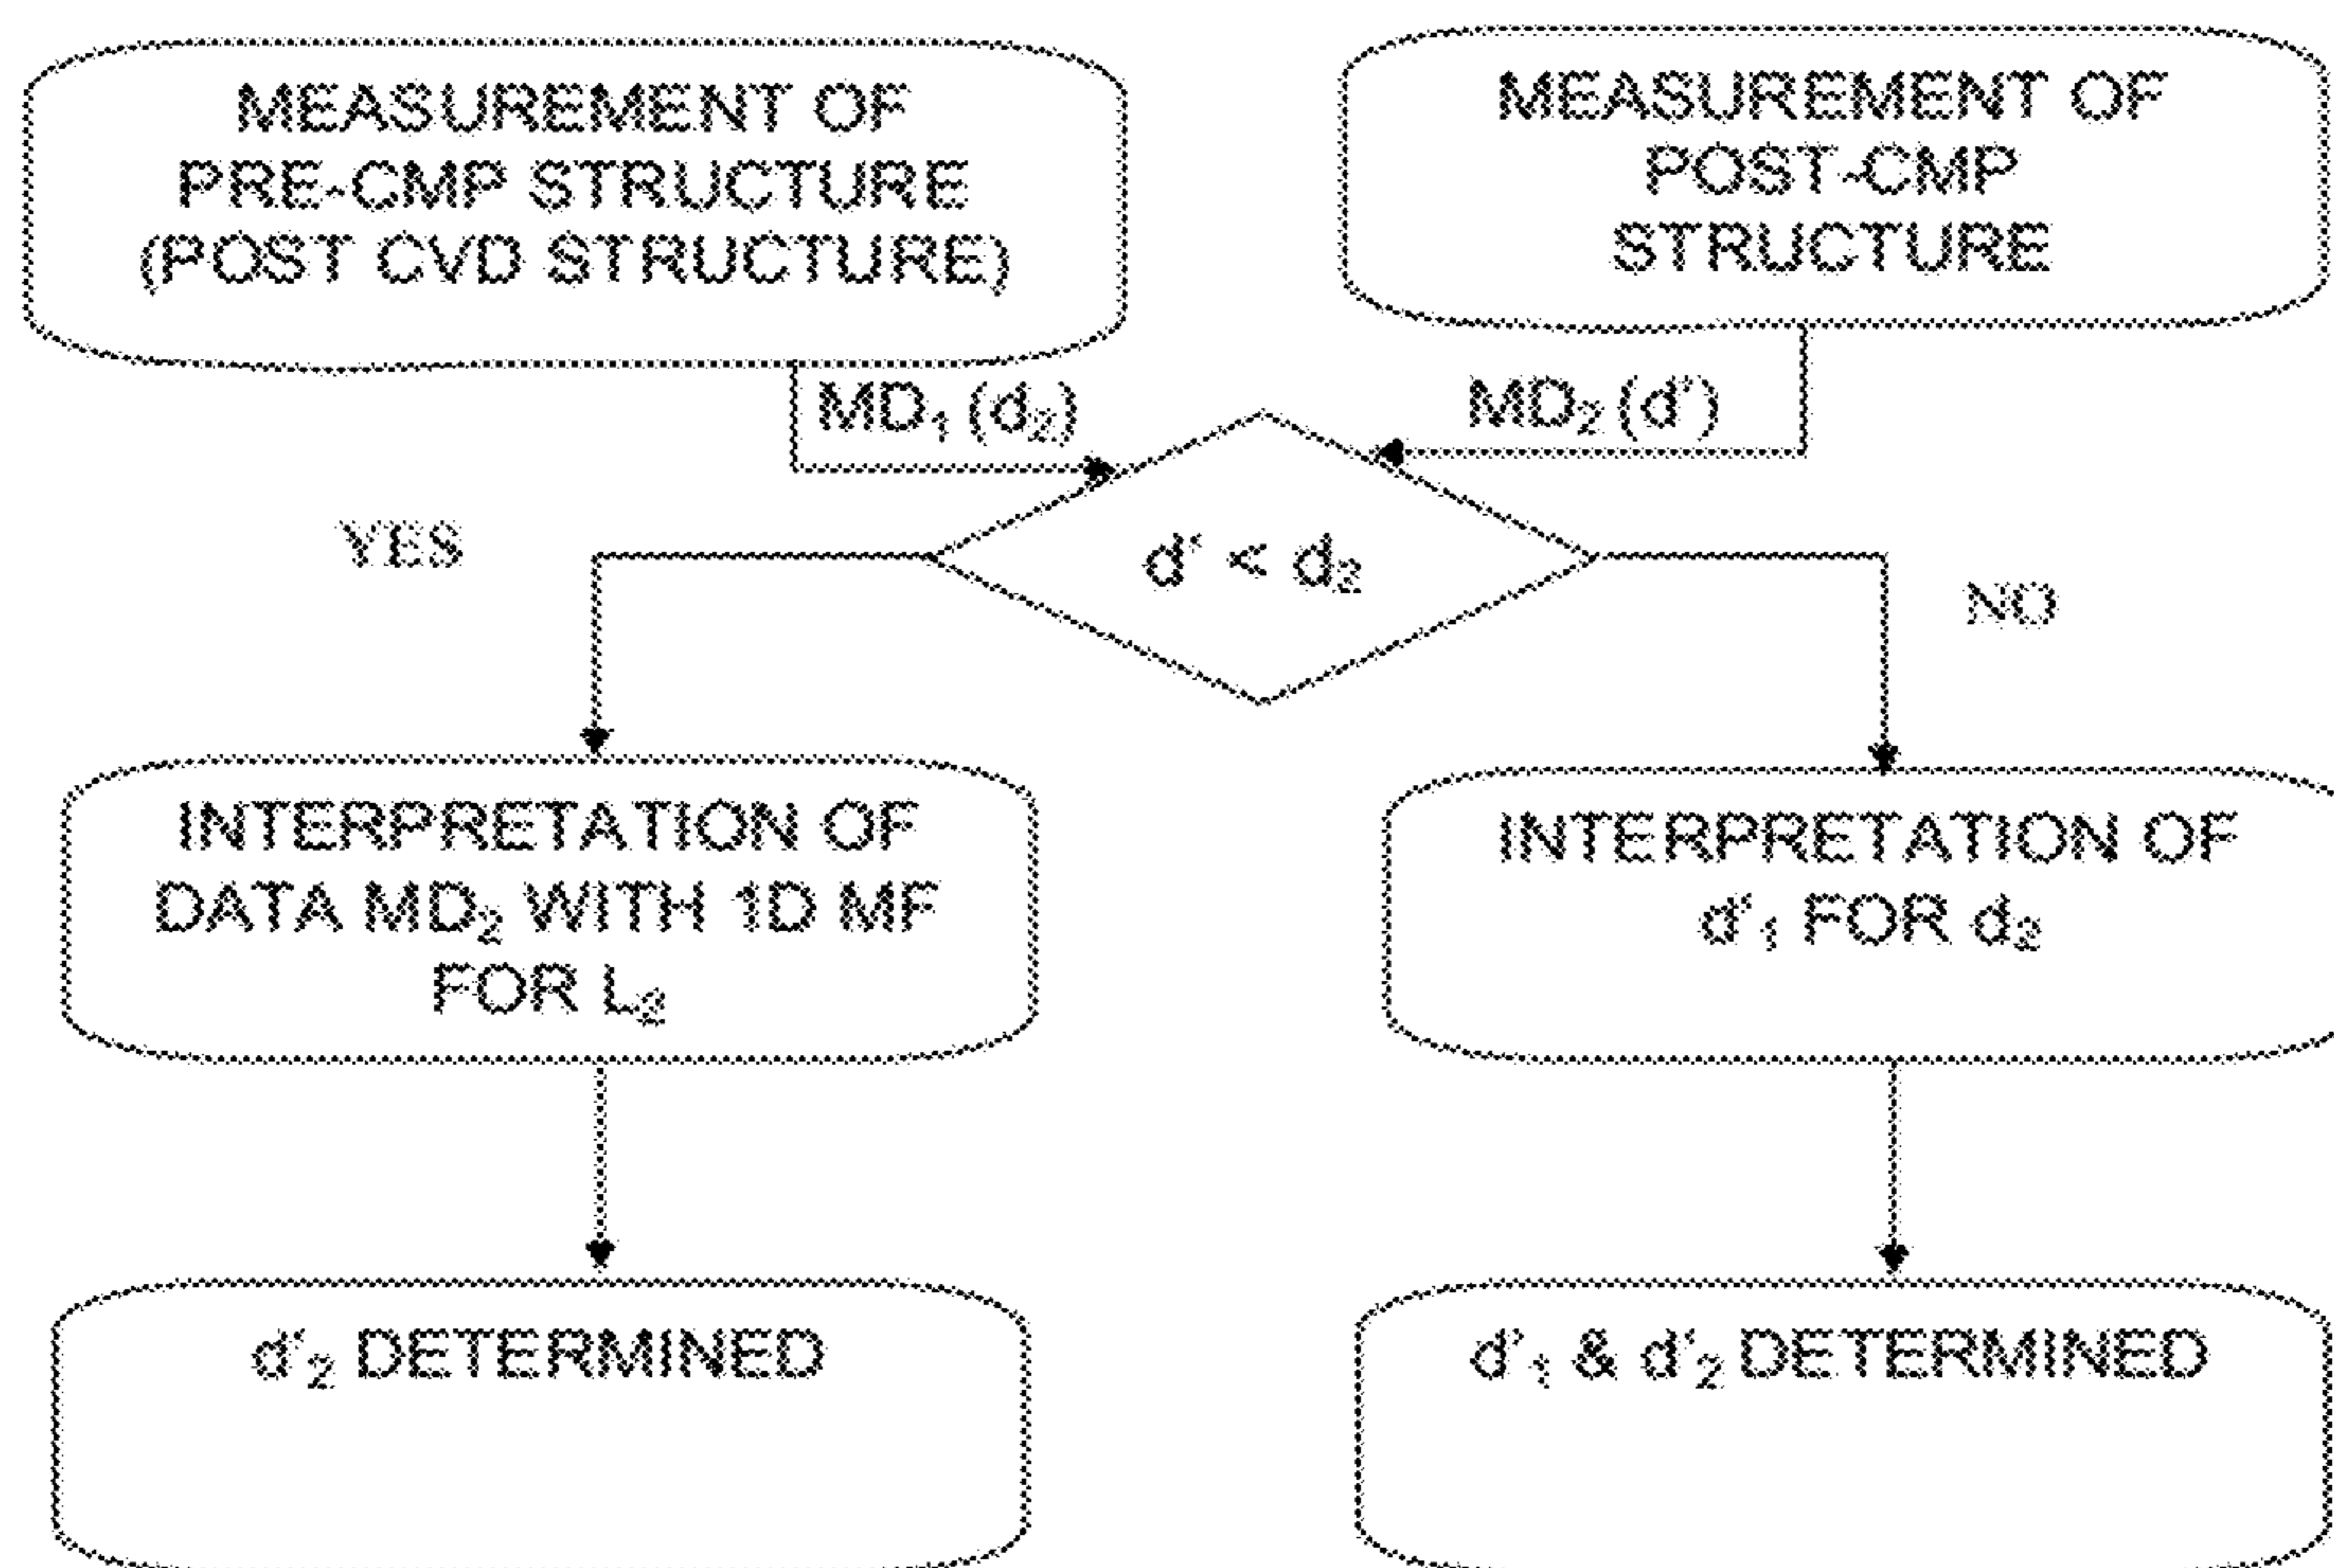 MEASUREMENT OF
PRE-CMP STRUCTURE
(POST CVD STRUCTURE)
MEASUREMENT OF
POST-CMP
STRUCTURE
MD₁ (d₂)
MD₂ (d')
YES
d' < d₂
NO
INTERPRETATION OF
DATA MD₂ WITH 1D MF
FOR L₂
INTERPRETATION OF
d'₁ FOR d₂
d'₂ DETERMINED
d'₁ & d'₂ DETERMINED